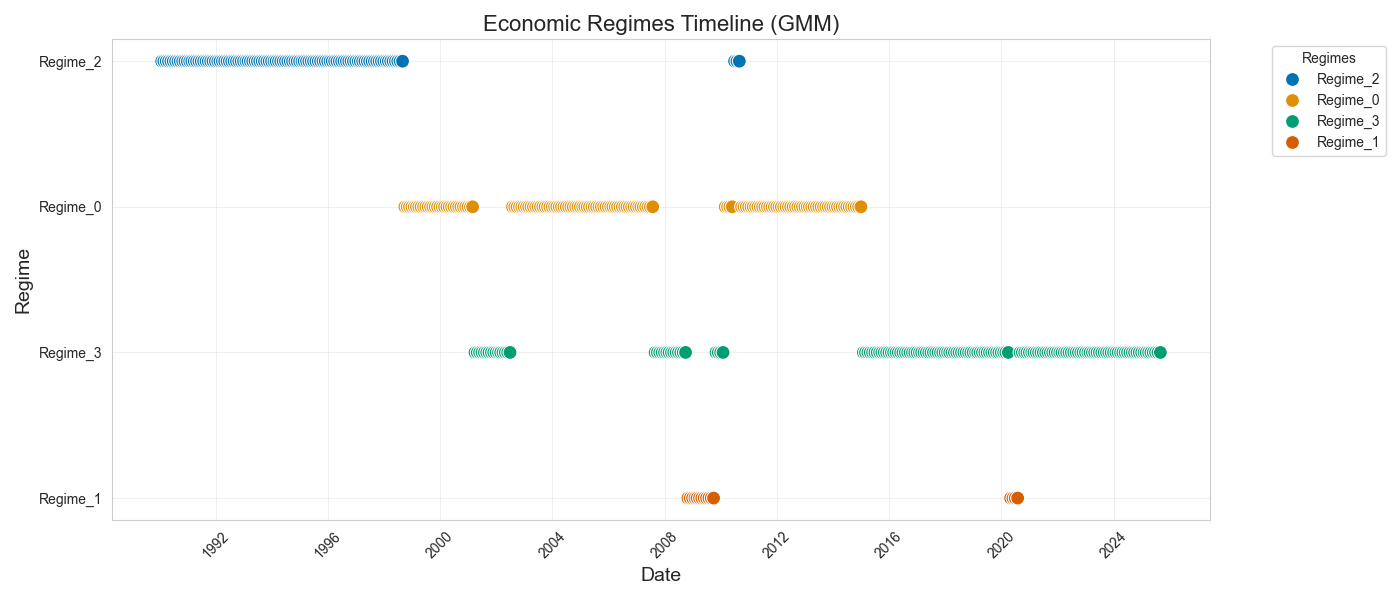 Economic Regimes Timeline (GMM)
Regime_2
Regime_0
Regime_3
Regime_1
Regime
1992
1996
2000
2004
2008
2012
2016
2020
2024
Date
Regimes
Regime_2
Regime_0
Regime_3
Regime_1